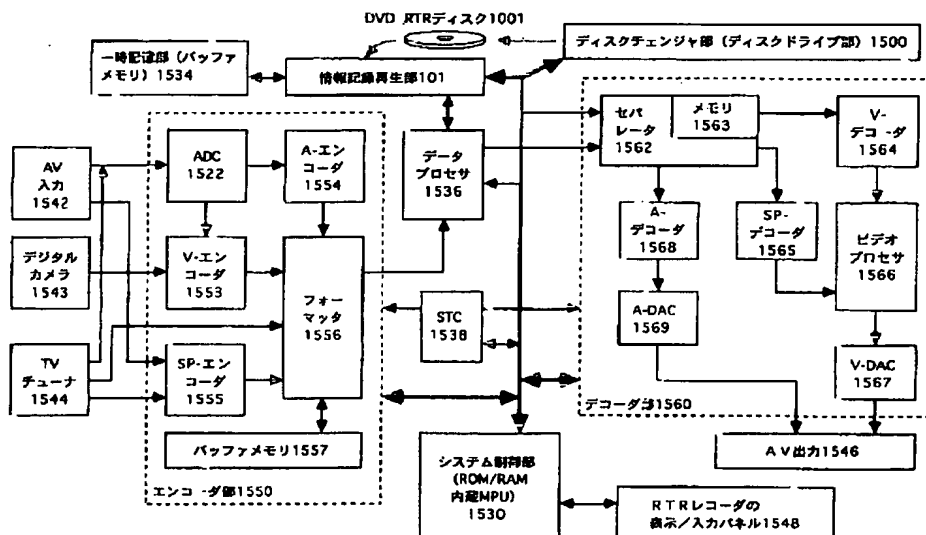 DVD RTRディスク1001
一時記憶部（バッファ
メモリ）1534
情報記録再生部101
ディスクチェンジャ部（ディスクドライブ部）1500
AV
入力
1542
デジタル
カメラ
1543
TV
チューナ
1544
ADC
1522
A-エン
コーダ
1554
V-エン
コーダ
1553
SP-エン
コーダ
1555
フォー
マッタ
1556
バッファメモリ1557
エンコーダ部1550
データ
プロセサ
1536
STC
1538
セパ
レータ
1562
メモリ
1563
V-
デコーダ
1564
A-
デコーダ
1568
SP-
デコーダ
1565
ビデオ
プロセサ
1566
A-DAC
1569
V-DAC
1567
デコーダ部1560
AV出力1546
システム制御部
(ROM/RAM
内蔵MPU)
1530
RTRレコーダの
表示／入力パネル1548